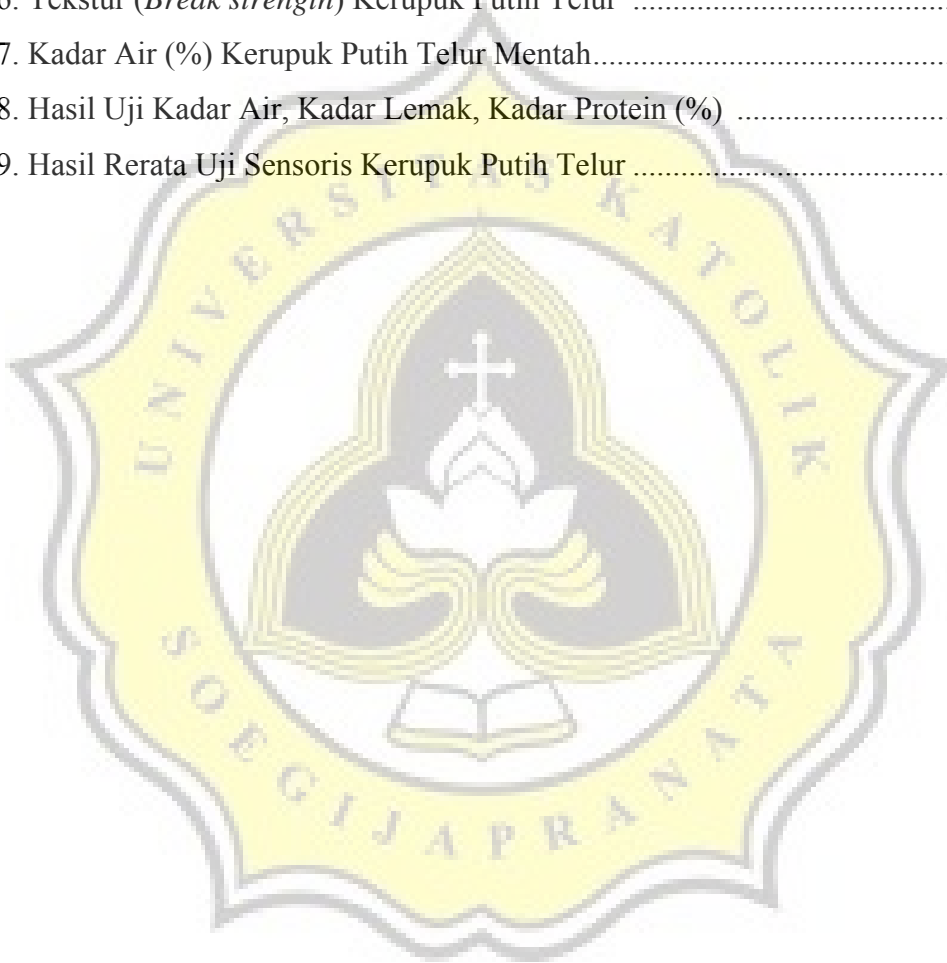 6. Tekstur (Break strength) Kerupuk Putih Telur ....................................
7. Kadar Air (%) Kerupuk Putih Telur Mentah........................................
8. Hasil Uji Kadar Air, Kadar Lemak, Kadar Protein (%) ........................
9. Hasil Rerata Uji Sensoris Kerupuk Putih Telur ....................................
UNIVERSITAS KATOLIK
SOEGIJAPRANATA